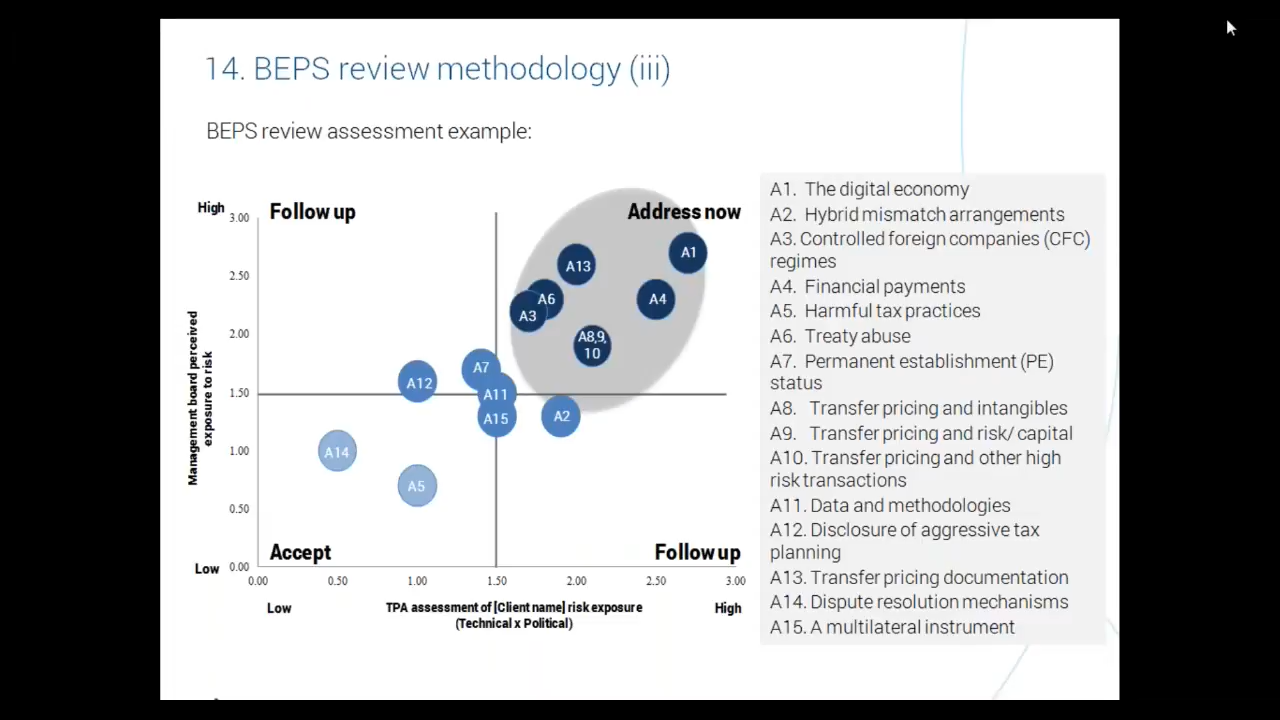 14. BEPS review methodology (iii)
BEPS review assessment example:
High
3.00
Follow up
Address now
2.50
2.00
1.50
1.00
0.50
0.00
Low
Management board perceived
exposure to risk
A1
A13
A6
A4
A3
A8,9,
10
A7
A12
A11
A15
A2
A14
A5
Accept
Follow up
0.00
0.50
1.00
1.50
2.00
2.50
3.00
Low
TPA assessment of [Client name] risk exposure
(Technical x Political)
High
A1. The digital economy
A2. Hybrid mismatch arrangements
A3. Controlled foreign companies (CFC)
regimes
A4. Financial payments
A5. Harmful tax practices
A6. Treaty abuse
A7. Permanent establishment (PE)
status
A8. Transfer pricing and intangibles
A9. Transfer pricing and risk/ capital
A10. Transfer pricing and other high
risk transactions
A11. Data and methodologies
A12. Disclosure of aggressive tax
planning
A13. Transfer pricing documentation
A14. Dispute resolution mechanisms
A15. A multilateral instrument